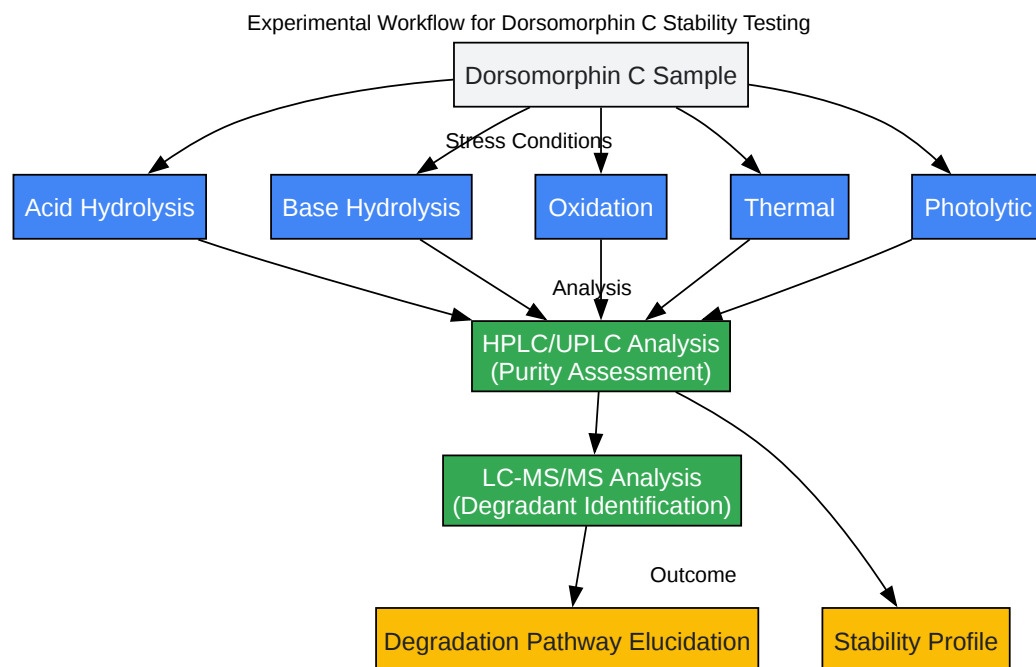 Experimental Workflow for Dorsomorphin C Stability Testing
Dorsomorphin C Sample
Stress Conditions
Acid Hydrolysis
Base Hydrolysis
Oxidation
Thermal
Photolytic
Analysis
HPLC/UPLC Analysis
(Purity Assessment)
LC-MS/MS Analysis
(Degradant Identification)
Outcome
Degradation Pathway Elucidation
Stability Profile